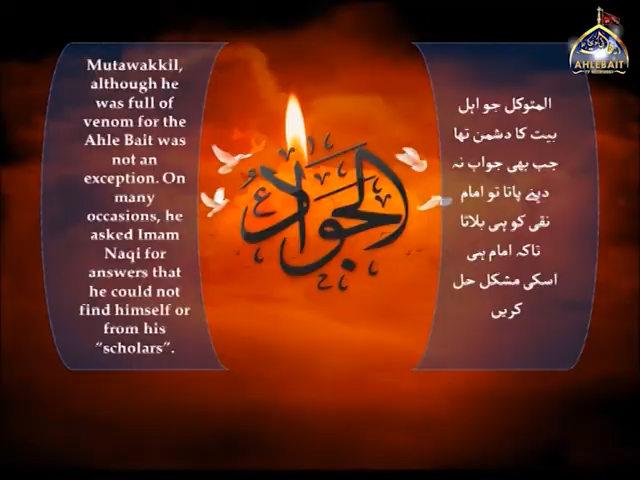 Mutawakkil,
although he
was full of
venom for the
Ahle Bait was
not an
exception. On
many
occasions, he
asked Imam
Naqi for
answers that
he could not
find himself or
from his
“scholars”.
الجواد
المتوکل جو اہل
بیت کا دشمن تھا
جب بھی جواب نہ
دینے پاتا تو امام
نقی کو ہی بلاتا
تاکہ امام ہی
اسکی مشکل حل
کریں
AHLEBAIT